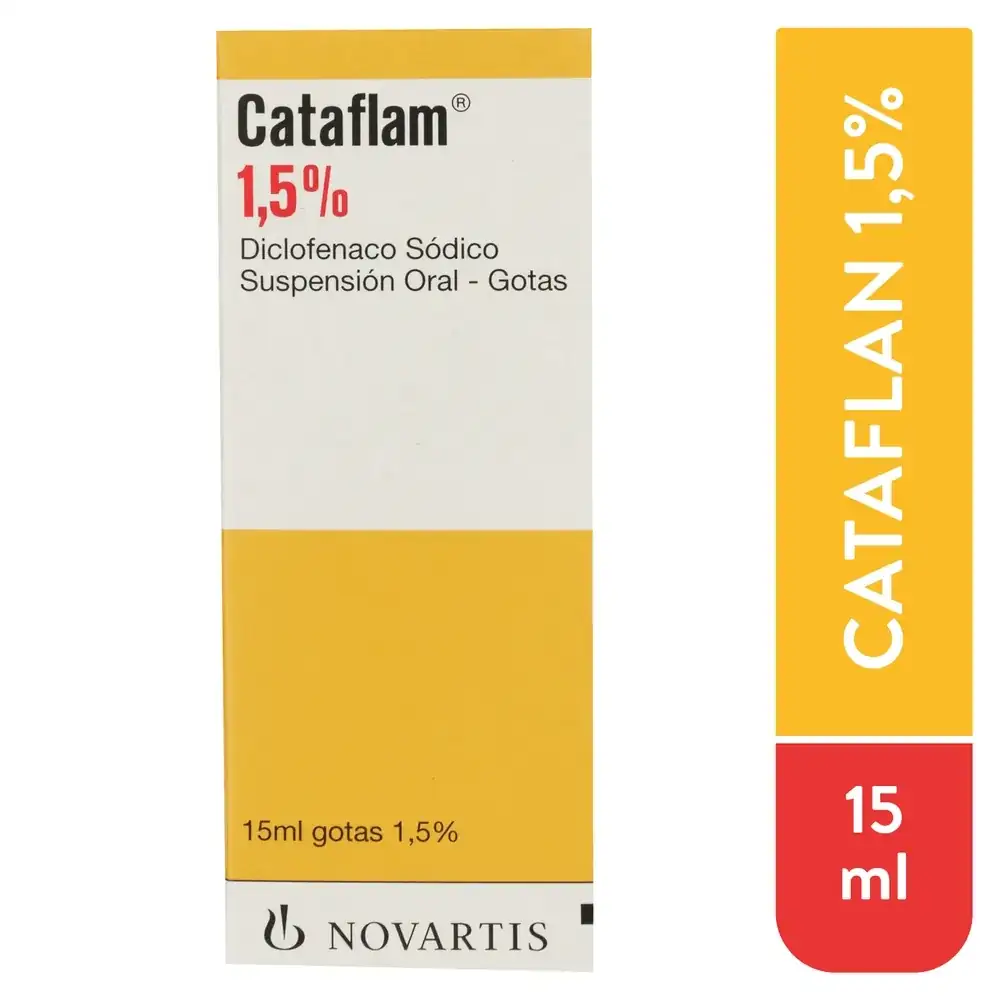 Cataflam®
1,5%
Diclofenaco Sódico
Suspensión Oral - Gotas
15ml gotas 1,5%
NOVARTIS
CATAFLAN 1,5%
15
ml